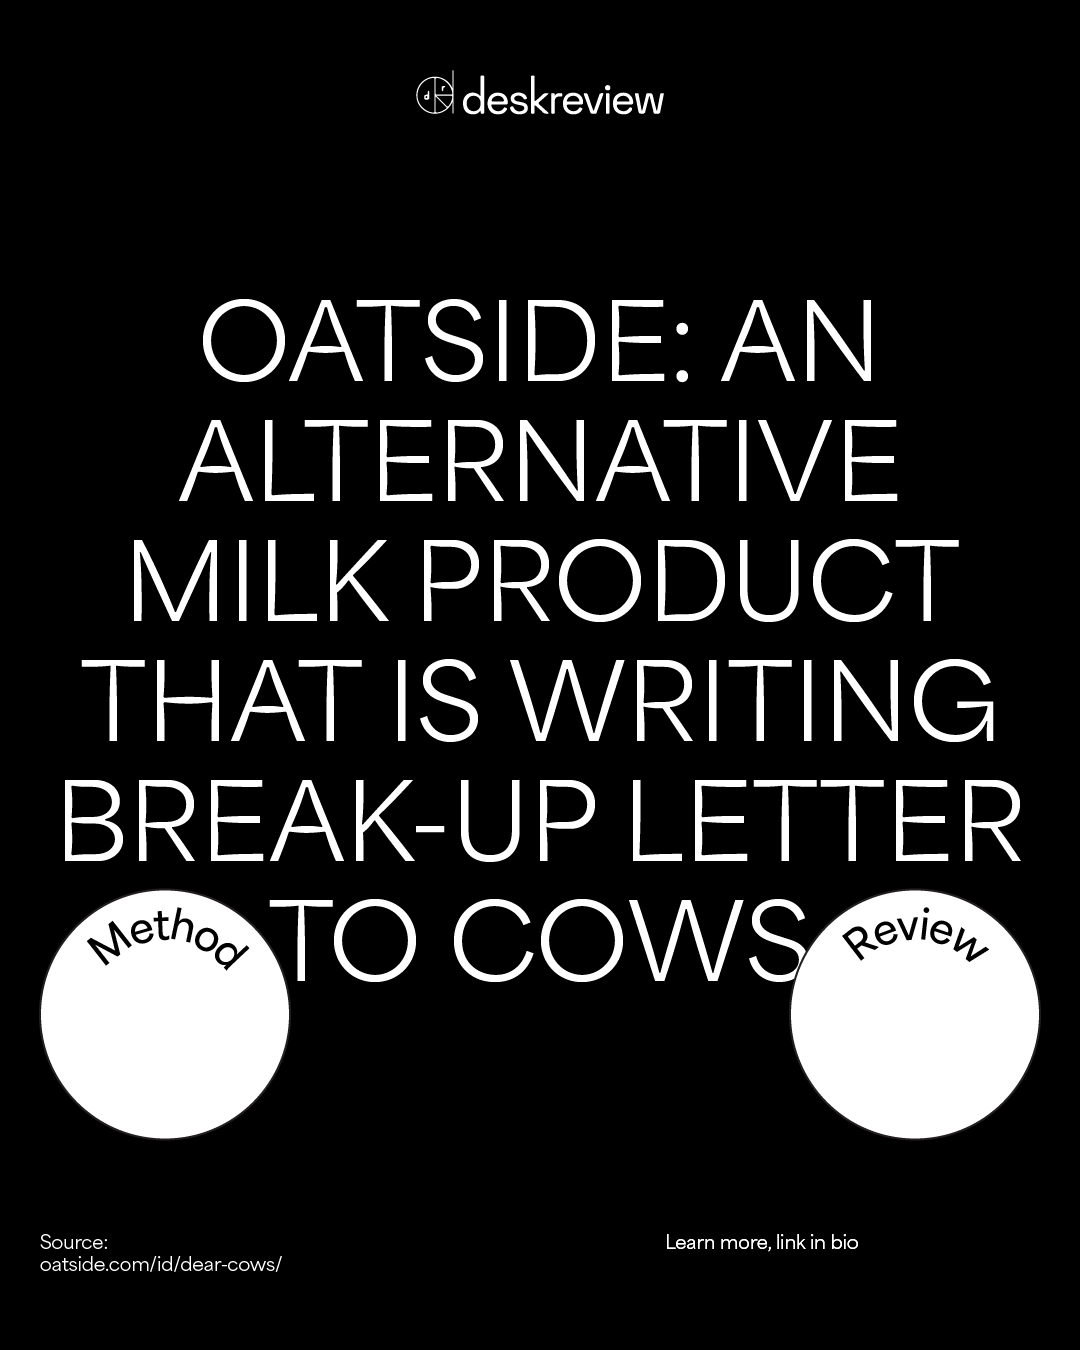 deskreview
OATSIDE: AN
ALTERNATIVE
MILK PRODUCT
THAT IS WRITING
BREAK-UP LETTER
TO COWS
Method
Review
Source:
oatside.com/id/dear-cows/
Learn more, link in bio